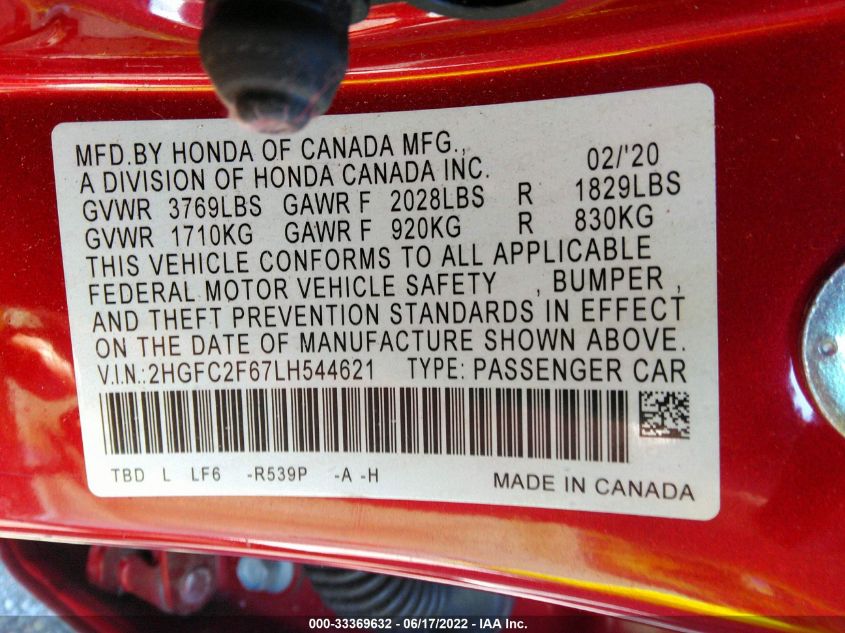 MFD.BY HONDA OF CANADA MFG., 02/'20
A DIVISION OF HONDA CANADA INC.
GVWR 3769LBS GAWR F 2028LBS R 1829LBS
GVWR 1710KG GAWR F 920KG R 830KG
THIS VEHICLE CONFORMS TO ALL APPLICABLE
FEDERAL MOTOR VEHICLE SAFETY , BUMPER ,
AND THEFT PREVENTION STANDARDS IN EFFECT
ON THE DATE OF MANUFACTURE SHOWN ABOVE.
V.I.N.:2HGFC2F67LH544621 TYPE: PASSENGER CAR
TBD L LF6 -R539P -A -H MADE IN CANADA
000-33369632 - 06/17/2022 - IAA Inc.